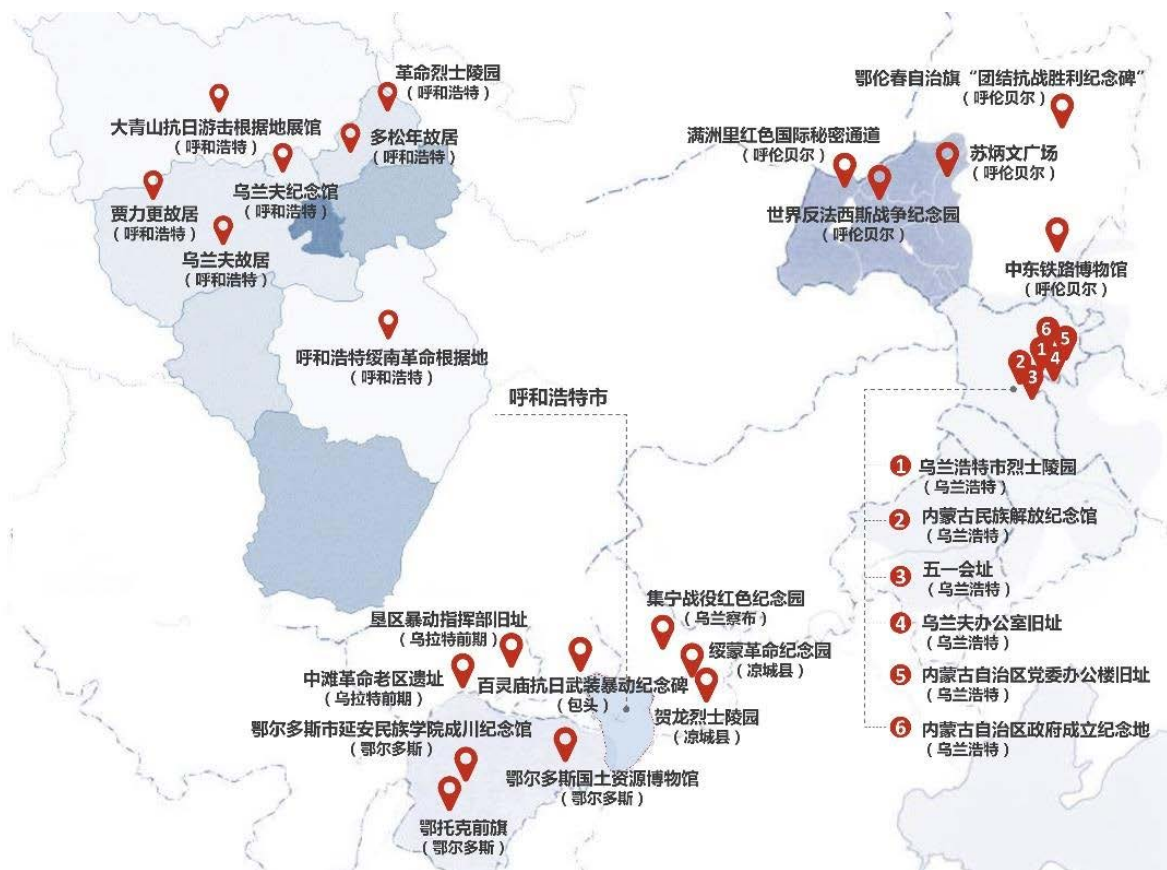 革命烈士陵园
（呼和浩特）
大青山抗日游击根据地展馆
（呼和浩特）
多松年故居
（呼和浩特）
乌兰夫纪念馆
（呼和浩特）
贾力更故居
（呼和浩特）
乌兰夫故居
（呼和浩特）
呼和浩特绥南革命根据地
（呼和浩特）
呼和浩特市
鄂伦春自治旗“团结抗战胜利纪念碑”
（呼伦贝尔）
满洲里红色国际秘密通道
（呼伦贝尔）
苏炳文广场
（呼伦贝尔）
世界反法西斯战争纪念园
（呼伦贝尔）
中东铁路博物馆
（呼伦贝尔）
6
5
1
4
2
3
1 乌兰浩特市烈士陵园
（乌兰浩特）
2 内蒙古民族解放纪念馆
（乌兰浩特）
3 五一会址
（乌兰浩特）
4 乌兰夫办公室旧址
（乌兰浩特）
5 内蒙古自治区党委办公楼旧址
（乌兰浩特）
6 内蒙古自治区政府成立纪念地
（乌兰浩特）
集宁战役红色纪念园
（乌兰察布）
垦区暴动指挥部旧址
（乌拉特前期）
绥蒙革命纪念园
（凉城县）
中滩革命老区遗址
（乌拉特前期）
百灵庙抗日武装暴动纪念碑
（包头）
贺龙烈士陵园
（凉城县）
鄂尔多斯市延安民族学院成川纪念馆
（鄂尔多斯）
鄂尔多斯国土资源博物馆
（鄂尔多斯）
鄂托克前旗
（鄂尔多斯）